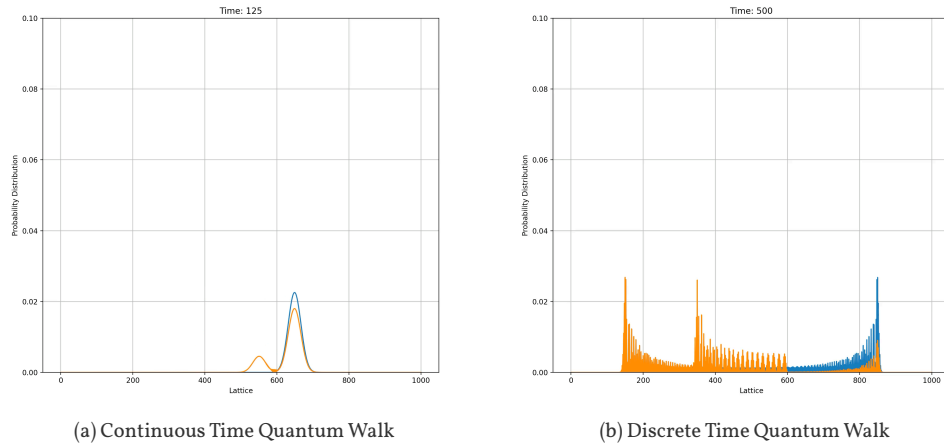 Time: 125
0.10
0.08
0.06
0.04
0.02
0.00
Probability Distribution
0 200 400 600 800 1000
Lattice
(a) Continuous Time Quantum Walk
Time: 500
0.10
0.08
0.06
0.04
0.02
0.00
Probability Distribution
0 200 400 600 800 1000
Lattice
(b) Discrete Time Quantum Walk